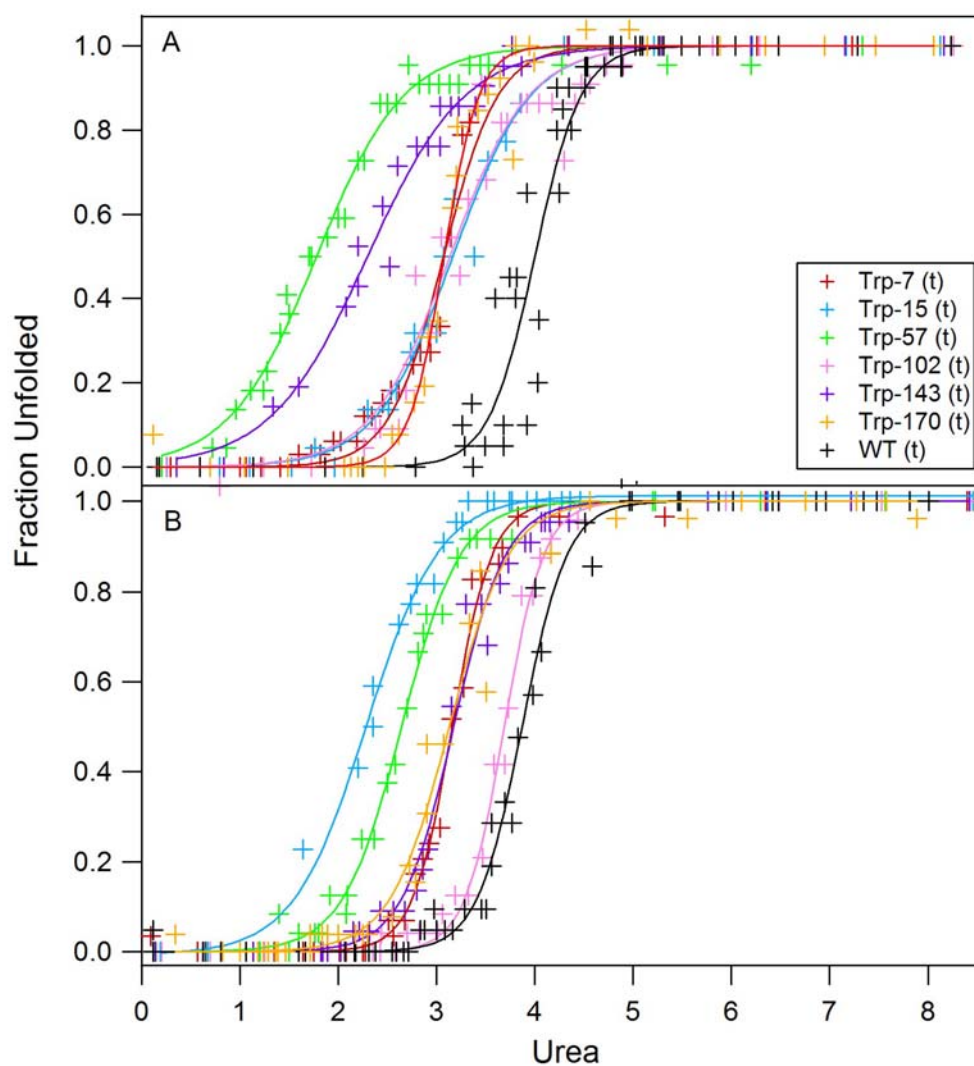 A
1.0
0.8
0.6
0.4
0.2
0.0
Trp-7 (t)
Trp-15 (t)
Trp-57 (t)
Trp-102 (t)
Trp-143 (t)
Trp-170 (t)
WT (t)
Fraction Unfolded
B
1.0
0.8
0.6
0.4
0.2
0.0
0 1 2 3 4 5 6 7 8
Urea